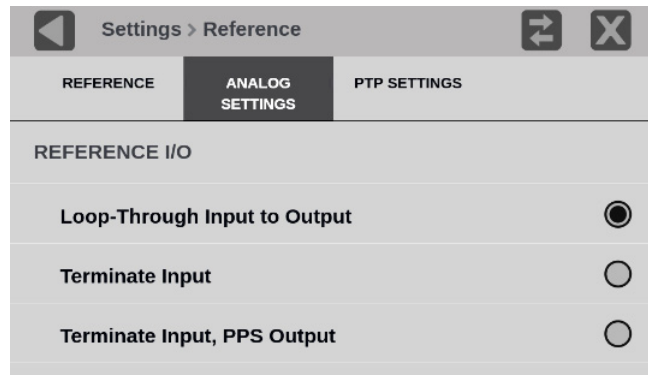 Settings > Reference
REFERENCE
ANALOG
SETTINGS
PTP SETTINGS
REFERENCE I/O
Loop-Through Input to Output
Terminate Input
Terminate Input, PPS Output